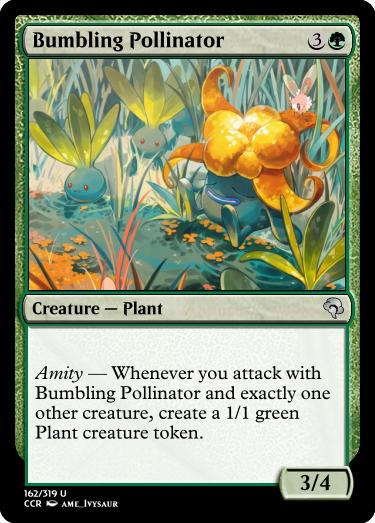 Bumbling Pollinator 3
Creature — Plant
Amity — Whenever you attack with
Bumbling Pollinator and exactly one
other creature, create a 1/1 green
Plant creature token.
3/4
162/319 U
CCR AME_IVYSAUR